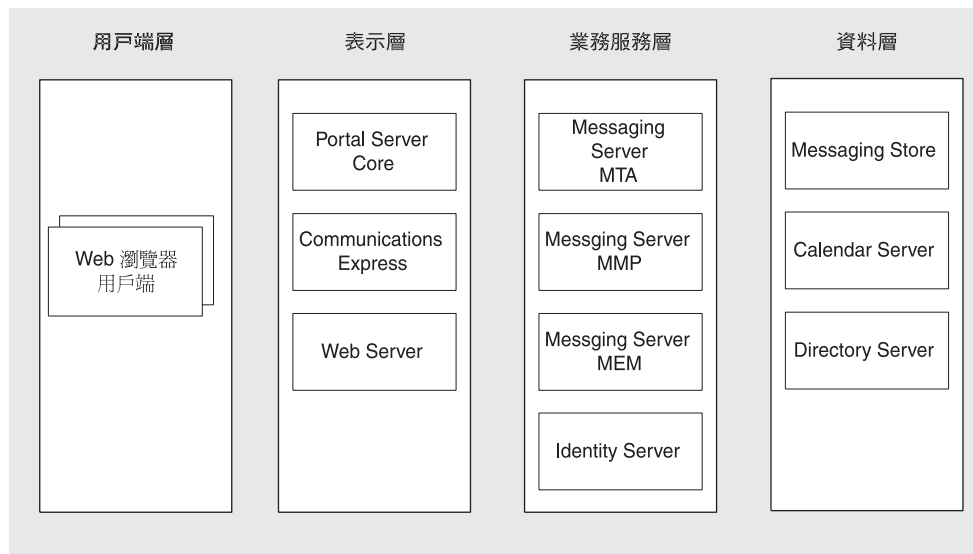 用戶端層
表示層
業務服務層
資料層
Web 瀏覽器
用戶端
Portal Server
Core
Communications
Express
Web Server
Messaging
Server
MTA
Messging Server
MMP
Messging Server
MEM
Identity Server
Messaging Store
Calendar Server
Directory Server